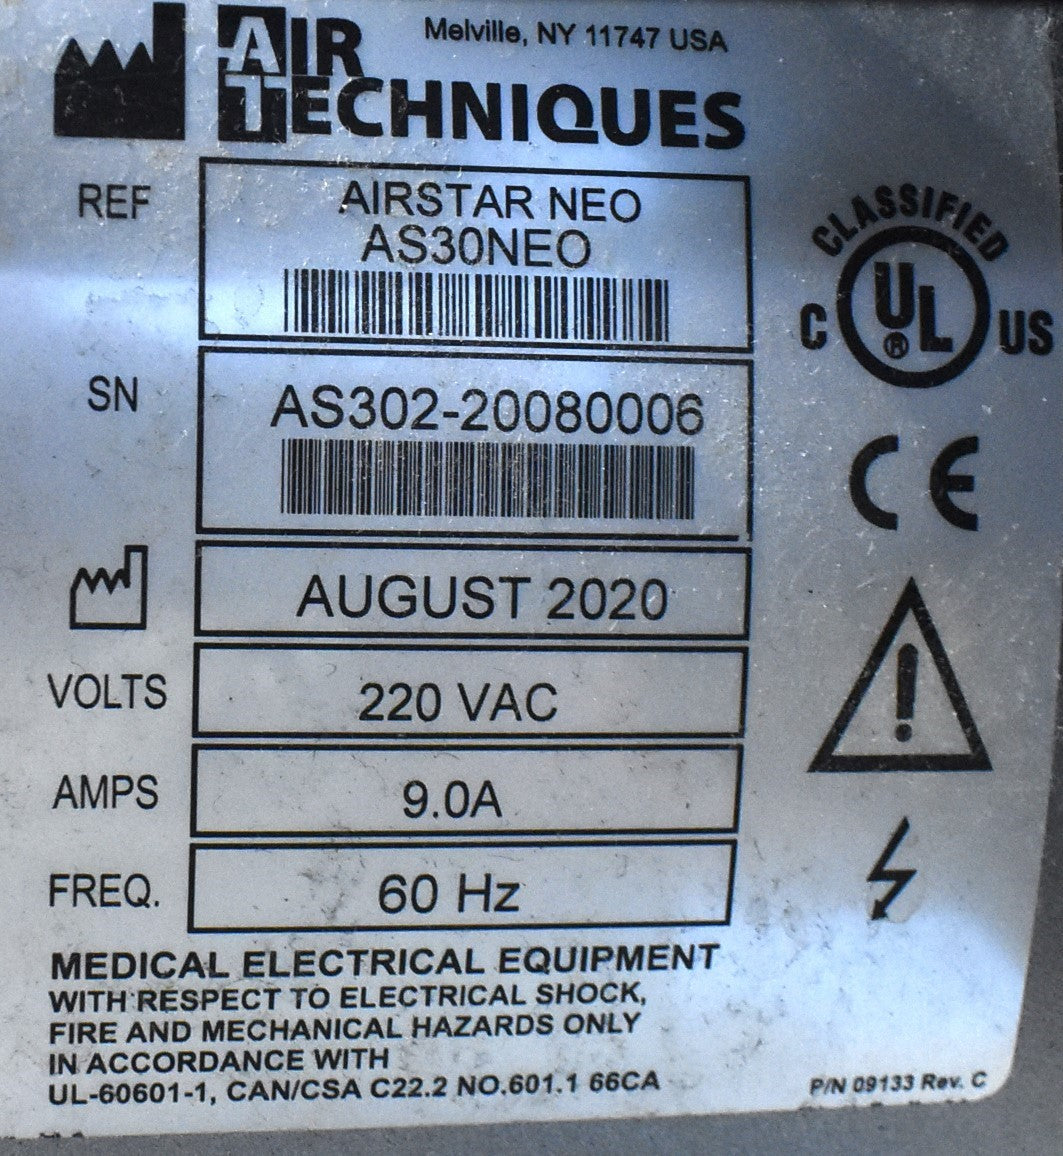 AIR
TECHNIQUES
Melville, NY 11747 USA
REF
AIRSTAR NEO
AS30NEO
CLASSIFIED
C UL® US
SN
AS302-20080006
CE
AUGUST 2020
VOLTS
220 VAC
AMPS
9.0A
FREQ.
60 Hz
MEDICAL ELECTRICAL EQUIPMENT
WITH RESPECT TO ELECTRICAL SHOCK,
FIRE AND MECHANICAL HAZARDS ONLY
IN ACCORDANCE WITH
UL-60601-1, CAN/CSA C22.2 NO.601.1 66CA
P/N 09133 Rev. C